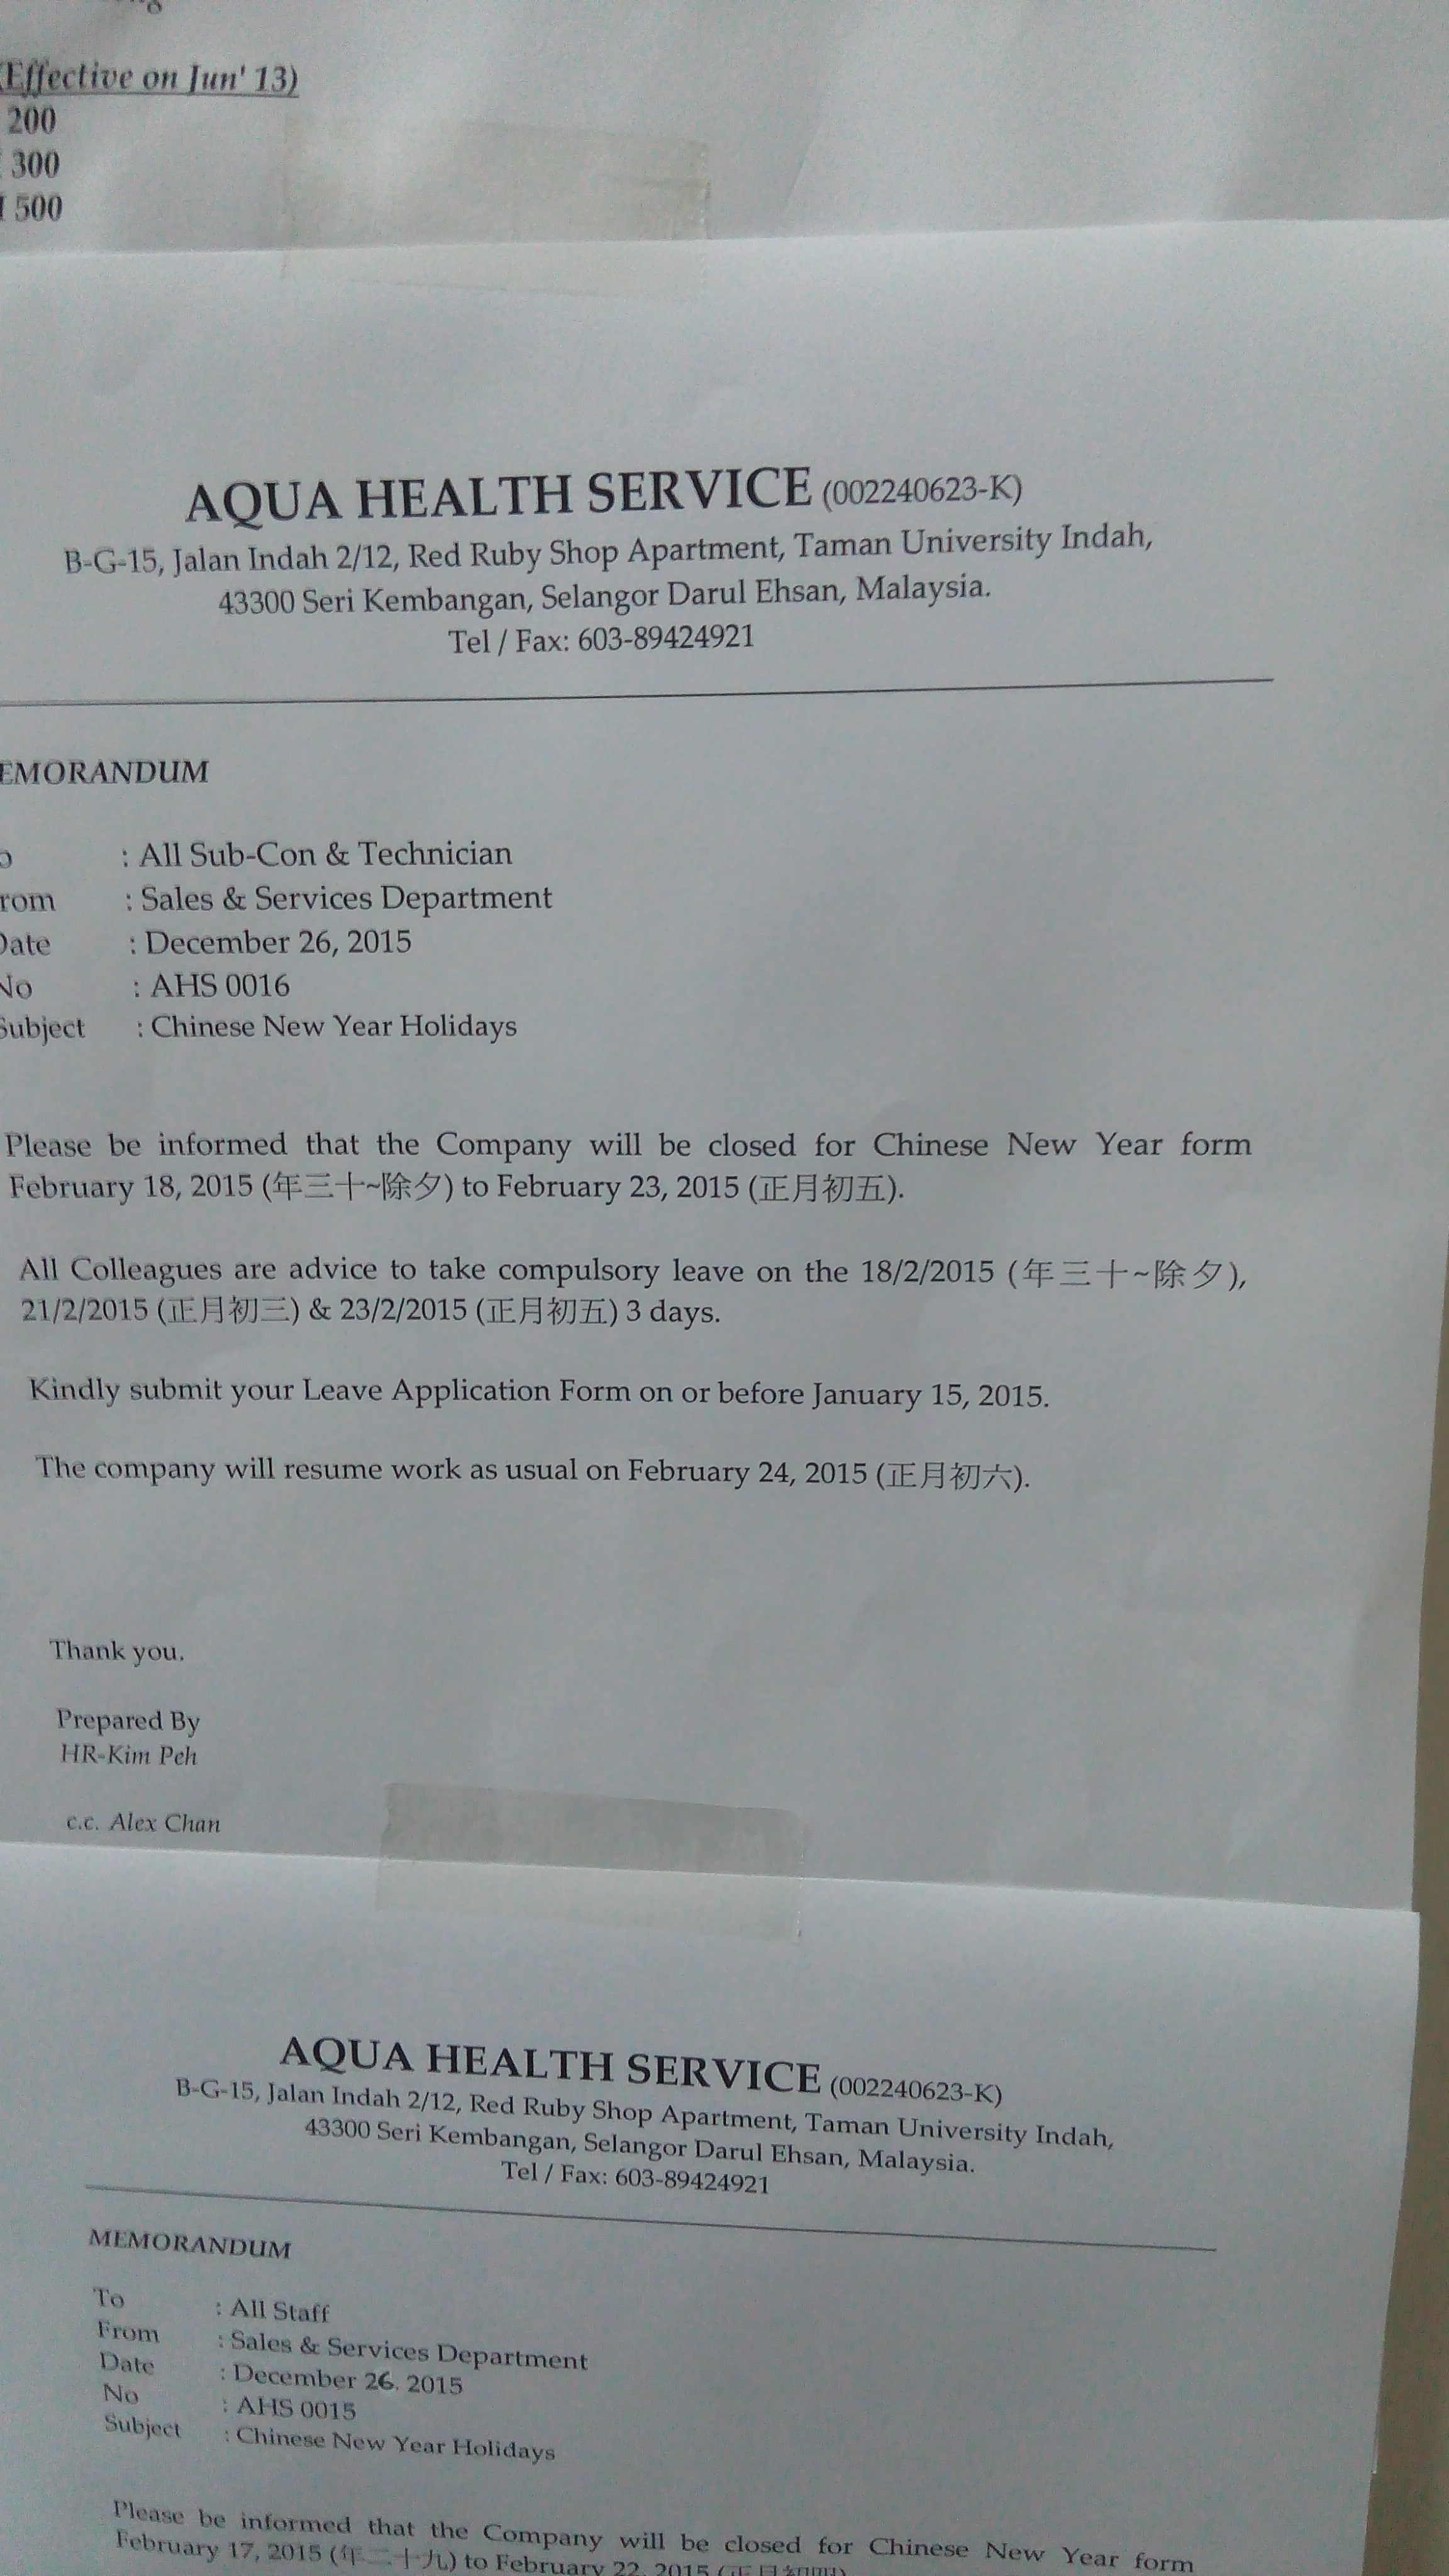 (Effective on Jun' 13)
200
300
500
AQUA HEALTH SERVICE (002240623-K)
B-G-15, Jalan Indah 2/12, Red Ruby Shop Apartment, Taman University Indah,
43300 Seri Kembangan, Selangor Darul Ehsan, Malaysia.
Tel / Fax: 603-89424921
EMORANDUM
o : All Sub-Con & Technician
rom : Sales & Services Department
Date : December 26, 2015
No : AHS 0016
Subject : Chinese New Year Holidays
Please be informed that the Company will be closed for Chinese New Year form
February 18, 2015 (年三十~除夕) to February 23, 2015 (正月初五).
All Colleagues are advice to take compulsory leave on the 18/2/2015 (年三十~除夕),
21/2/2015 (正月初三) & 23/2/2015 (正月初五) 3 days.
Kindly submit your Leave Application Form on or before January 15, 2015.
The company will resume work as usual on February 24, 2015 (正月初六).
Thank you.
Prepared By
HR-Kim Peh
c.c. Alex Chan
AQUA HEALTH SERVICE (002240623-K)
B-G-15, Jalan Indah 2/12, Red Ruby Shop Apartment, Taman University Indah,
43300 Seri Kembangan, Selangor Darul Ehsan, Malaysia.
Tel / Fax: 603-89424921
MEMORANDUM
To : All Staff
From : Sales & Services Department
Date : December 26, 2015
No : AHS 0015
Subject : Chinese New Year Holidays
Please be informed that the Company will be closed for Chinese New Year form
February 17, 2015 (年二十九) to February 22, 2015 (正月初四)